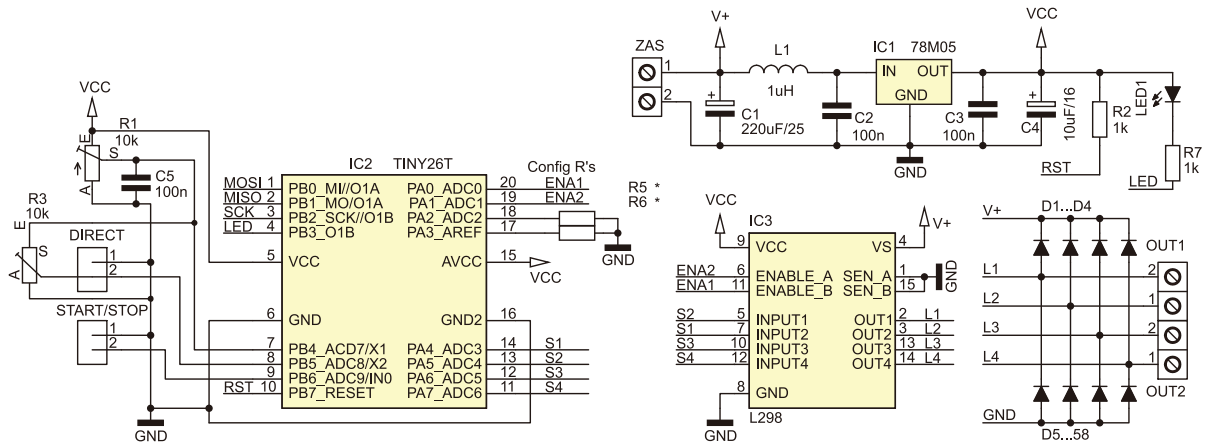 V+
VCC
ZAS
L1
IC1 78M05
1
2
1uH
IN OUT
GND
+
C1
220uF/25
C2
100n
C3
100n
+
C4
10uF/16
R2
1k
LED1
R7
1k
RST
LED
GND
VCC
R1
10k
E
S
A
C5
100n
R3
10k
E
S
A
DIRECT
1
2
START/STOP
1
2
GND
IC2 TINY26T
MOSI 1 PB0_MI//O1A
MISO 2 PB1_MO/O1A
SCK 3 PB2_SCK//O1B
LED 4 PB3_O1B
5 VCC
6 GND
7 PB4_ACD7/X1
8 PB5_ADC8/X2
9 PB6_ADC9/IN0
RST 10 PB7_RESET
PA0_ADC0 20 ENA1
PA1_ADC1 19 ENA2
PA2_ADC2 18
PA3_AREF 17
AVCC 15
VCC
GND2 16
PA4_ADC3 14 S1
PA5_ADC4 13 S2
PA6_ADC5 12 S3
PA7_ADC6 11 S4
Config R's
R5 *
R6 *
GND
VCC
IC3
V+
9 VCC
VS 4
ENA2 6 ENABLE_A
ENA1 11 ENABLE_B
SEN_A 1
SEN_B 15
GND
S2 5 INPUT1
S1 7 INPUT2
S3 10 INPUT3
S4 12 INPUT4
OUT1 2 L1
OUT2 3 L2
OUT3 13 L3
OUT4 14 L4
8 GND
L298
GND
V+
D1...D4
OUT1
L1
2
L2
1
L3
2
L4
1
OUT2
GND
D5...58